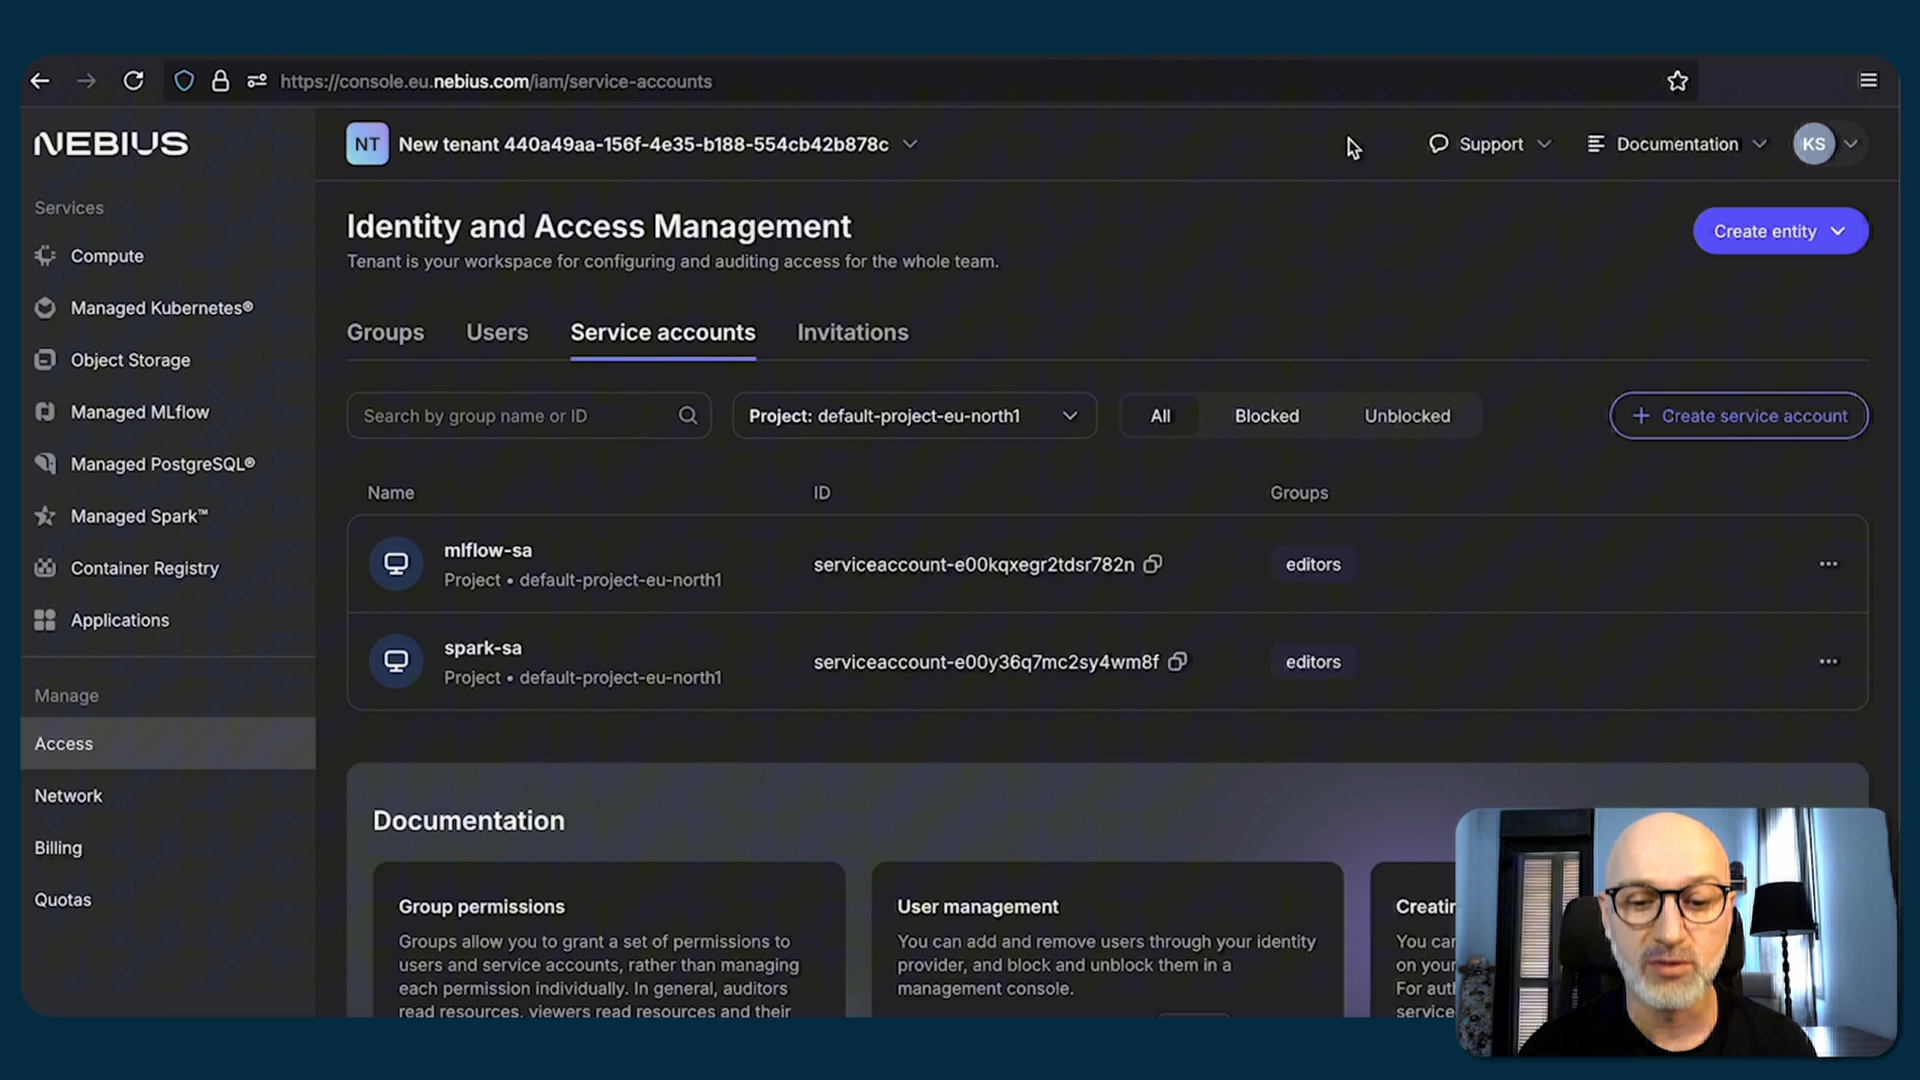 https://console.eu.nebius.com/iam/service-accounts
NEBIUS
NT
New tenant 440a49aa-156f-4e35-b188-554cb42b878c
Support
Documentation
KS
Services
Compute
Managed Kubernetes®
Object Storage
Managed MLflow
Managed PostgreSQL®
Managed Spark™
Container Registry
Applications
Manage
Access
Network
Billing
Quotas
Identity and Access Management
Tenant is your workspace for configuring and auditing access for the whole team.
Create entity
Groups
Users
Service accounts
Invitations
Search by group name or ID
Project: default-project-eu-north1
All
Blocked
Unblocked
+ Create service account
Name
ID
Groups
mlflow-sa
Project • default-project-eu-north1
serviceaccount-e00kqxegr2tdsr782n
editors
spark-sa
Project • default-project-eu-north1
serviceaccount-e00y36q7mc2sy4wm8f
editors
Documentation
Group permissions
Groups allow you to grant a set of permissions to
users and service accounts, rather than managing
each permission individually. In general, auditors
read resources, viewers read resources and their
User management
You can add and remove users through your identity
provider, and block and unblock them in a
management console.
Creatin
You can
on your
For aut
service